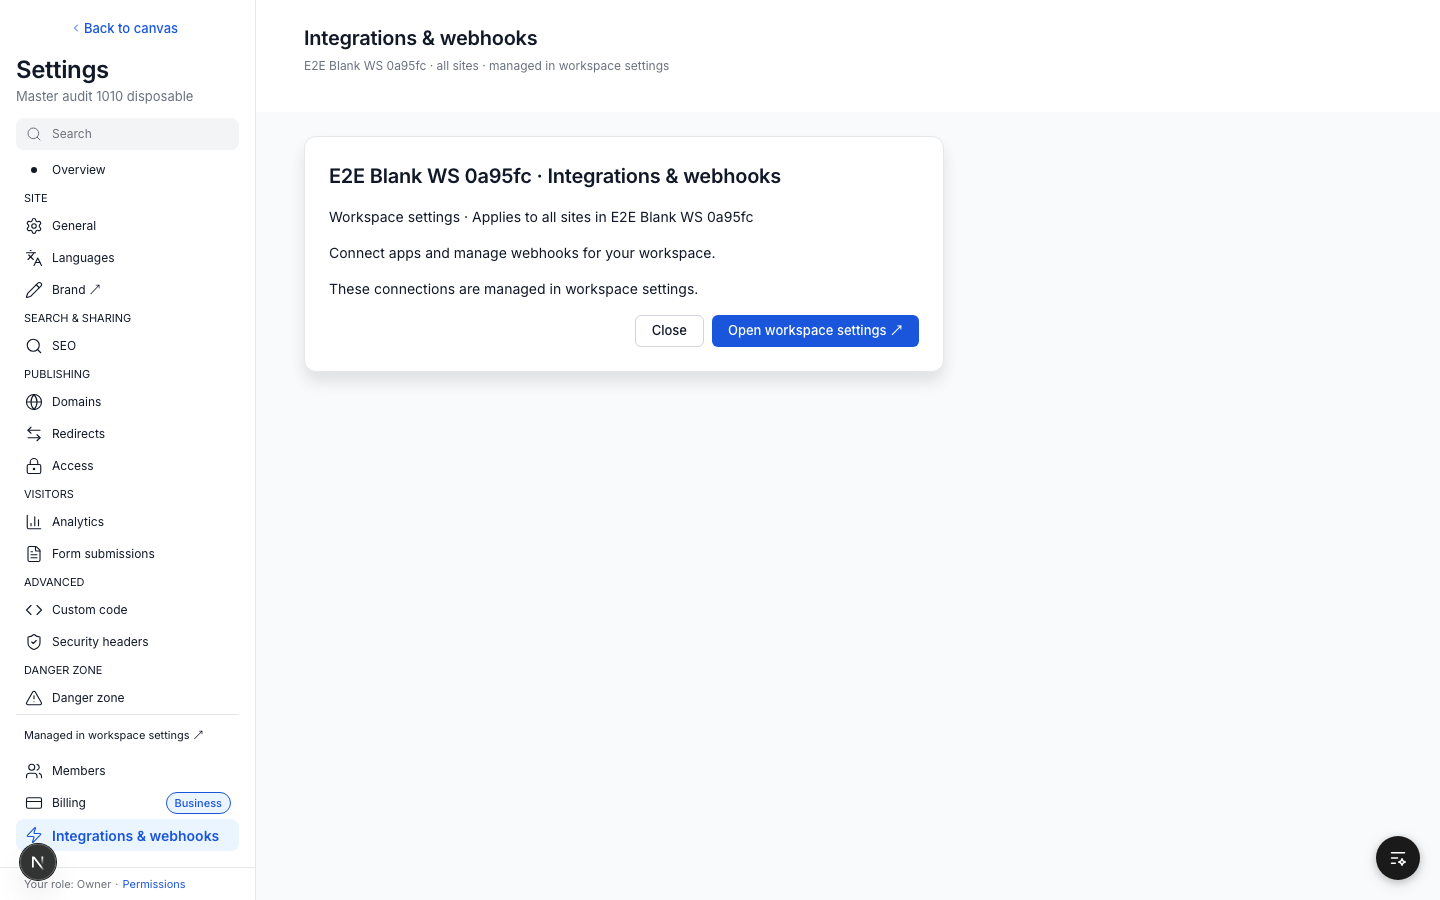 Back to canvas
Settings
Master audit 1010 disposable
Search
Overview
SITE
General
Languages
Brand ↗
SEARCH & SHARING
SEO
PUBLISHING
Domains
Redirects
Access
VISITORS
Analytics
Form submissions
ADVANCED
Custom code
Security headers
DANGER ZONE
Danger zone
Managed in workspace settings ↗
Members
Billing Business
Integrations & webhooks
N
Your role: Owner · Permissions
Integrations & webhooks
E2E Blank WS 0a95fc · all sites · managed in workspace settings
E2E Blank WS 0a95fc · Integrations & webhooks
Workspace settings · Applies to all sites in E2E Blank WS 0a95fc
Connect apps and manage webhooks for your workspace.
These connections are managed in workspace settings.
Close Open workspace settings ↗